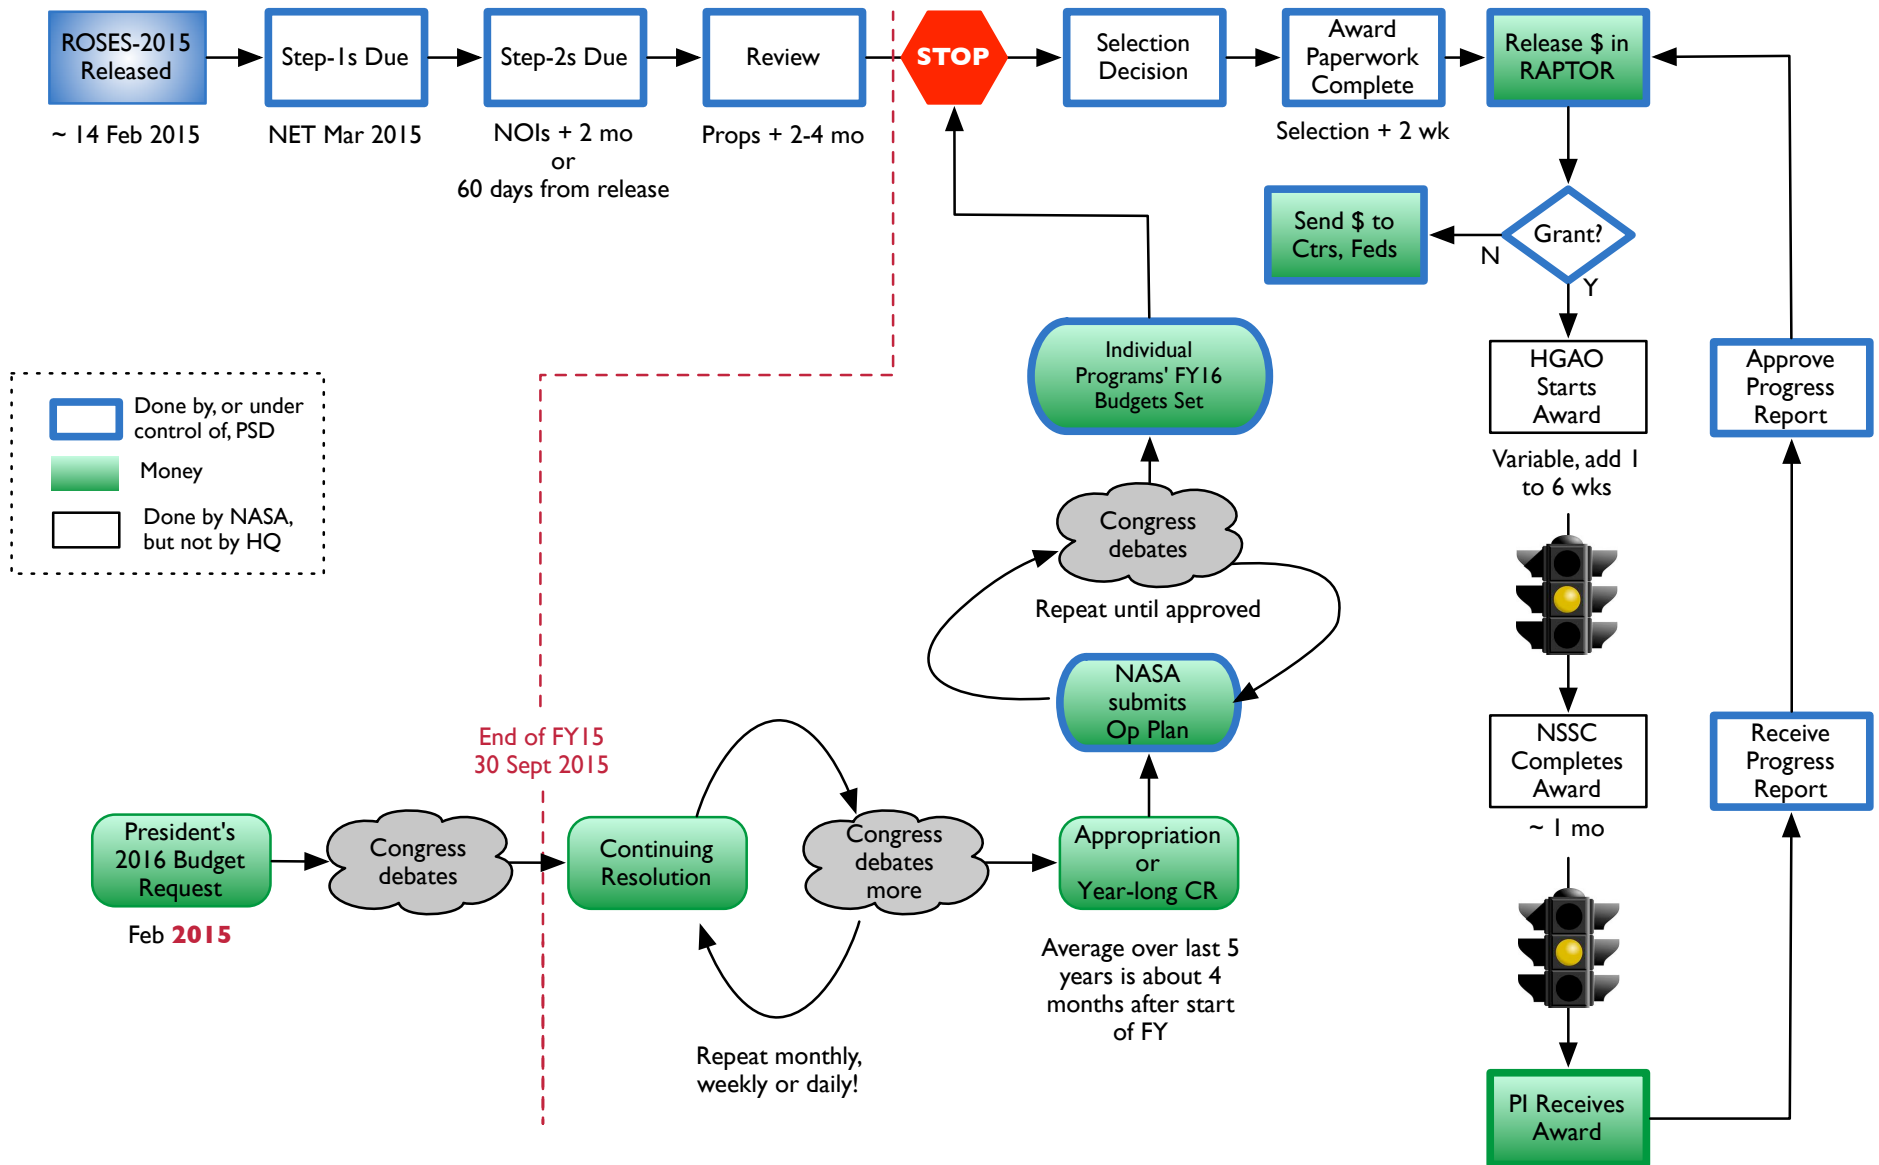 ROSES-2015
Released
~ 14 Feb 2015
Step-1s Due
NET Mar 2015
Step-2s Due
NOIs + 2 mo
or
60 days from release
Review
Props + 2-4 mo
STOP
Selection
Decision
Award
Paperwork
Complete
Selection + 2 wk
Release $ in
RAPTOR
Grant?
N
Y
Send $ to
Ctrs, Feds
HGAO
Starts
Award
Variable, add 1
to 6 wks
NSSC
Completes
Award
~ 1 mo
PI Receives
Award
Receive
Progress
Report
Approve
Progress
Report
Done by, or under
control of, PSD
Money
Done by NASA,
but not by HQ
End of FY15
30 Sept 2015
President's
2016 Budget
Request
Feb 2015
Congress
debates
Continuing
Resolution
Congress
debates
more
Repeat monthly,
weekly or daily!
Appropriation
or
Year-long CR
Average over last 5
years is about 4
months after start
of FY
NASA
submits
Op Plan
Repeat until approved
Congress
debates
Individual
Programs' FY16
Budgets Set